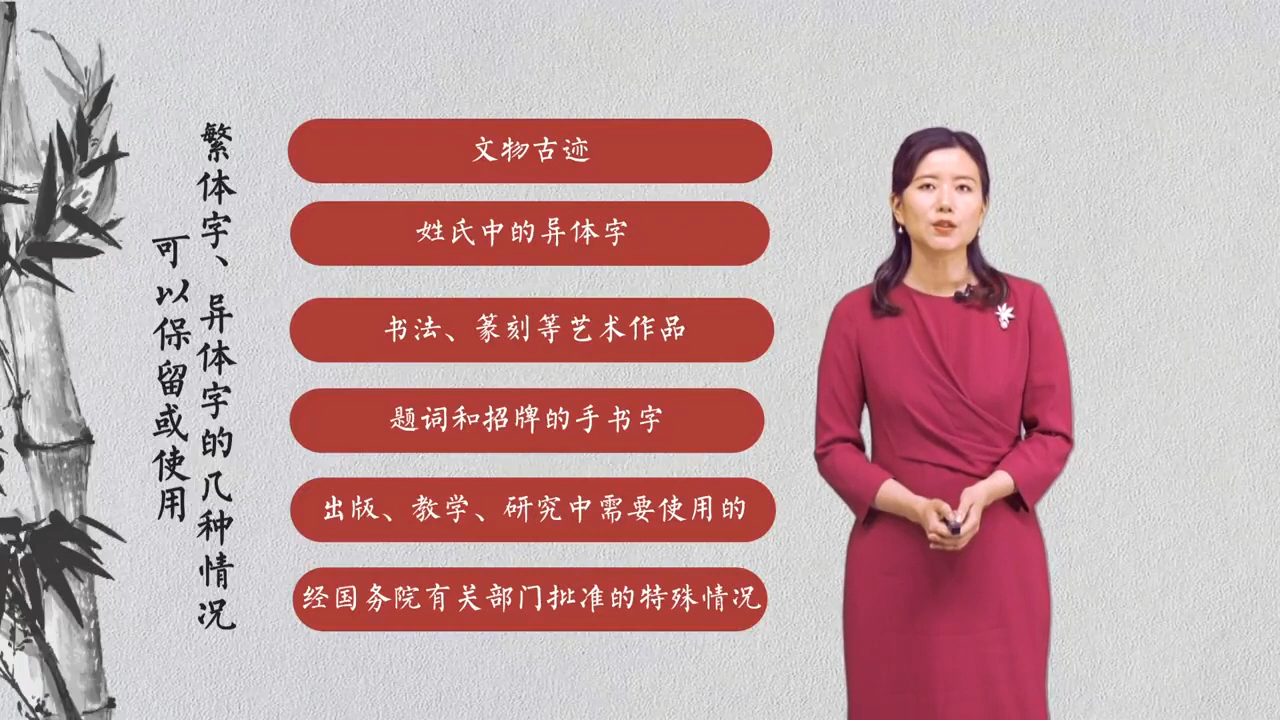 繁体字、异体字的几种情况
可以保留或使用
文物古迹
姓氏中的异体字
书法、篆刻等艺术作品
题词和招牌的手书字
出版、教学、研究中需要使用的
经国务院有关部门批准的特殊情况